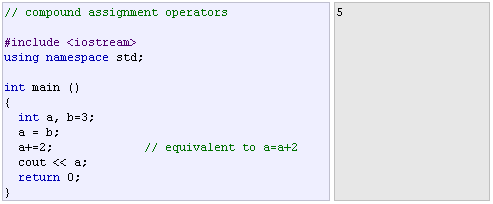 // compound assignment operators
#include <iostream>
using namespace std;
int main ()
{
int a, b=3;
a = b;
a+=2; // equivalent to a=a+2
cout << a;
return 0;
}
5